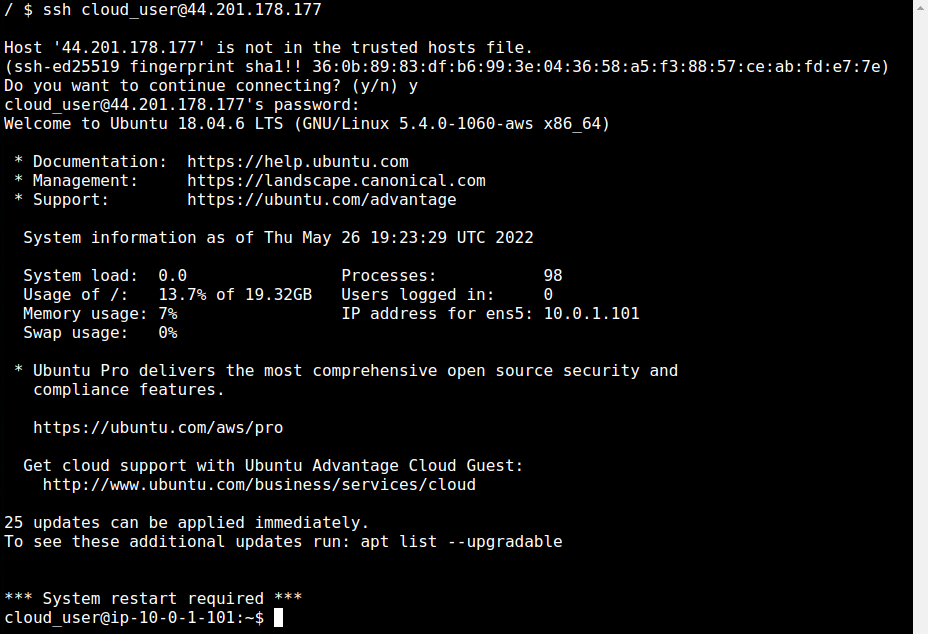 / $ ssh cloud_user@44.201.178.177
Host '44.201.178.177' is not in the trusted hosts file.
(ssh-ed25519 fingerprint sha1!! 36:0b:89:83:df:b6:99:3e:04:36:58:a5:f3:88:57:ce:ab:fd:e7:7e)
Do you want to continue connecting? (y/n) y
cloud_user@44.201.178.177's password:
Welcome to Ubuntu 18.04.6 LTS (GNU/Linux 5.4.0-1060-aws x86_64)
 * Documentation:  https://help.ubuntu.com
 * Management:     https://landscape.canonical.com
 * Support:        https://ubuntu.com/advantage
  System information as of Thu May 26 19:23:29 UTC 2022
  System load:  0.0                Processes:           98
  Usage of /:   13.7% of 19.32GB   Users logged in:     0
  Memory usage: 7%                 IP address for ens5: 10.0.1.101
  Swap usage:   0%
 * Ubuntu Pro delivers the most comprehensive open source security and
   compliance features.
   https://ubuntu.com/aws/pro
  Get cloud support with Ubuntu Advantage Cloud Guest:
    http://www.ubuntu.com/business/services/cloud
25 updates can be applied immediately.
To see these additional updates run: apt list --upgradable
*** System restart required ***
cloud_user@ip-10-0-1-101:~$